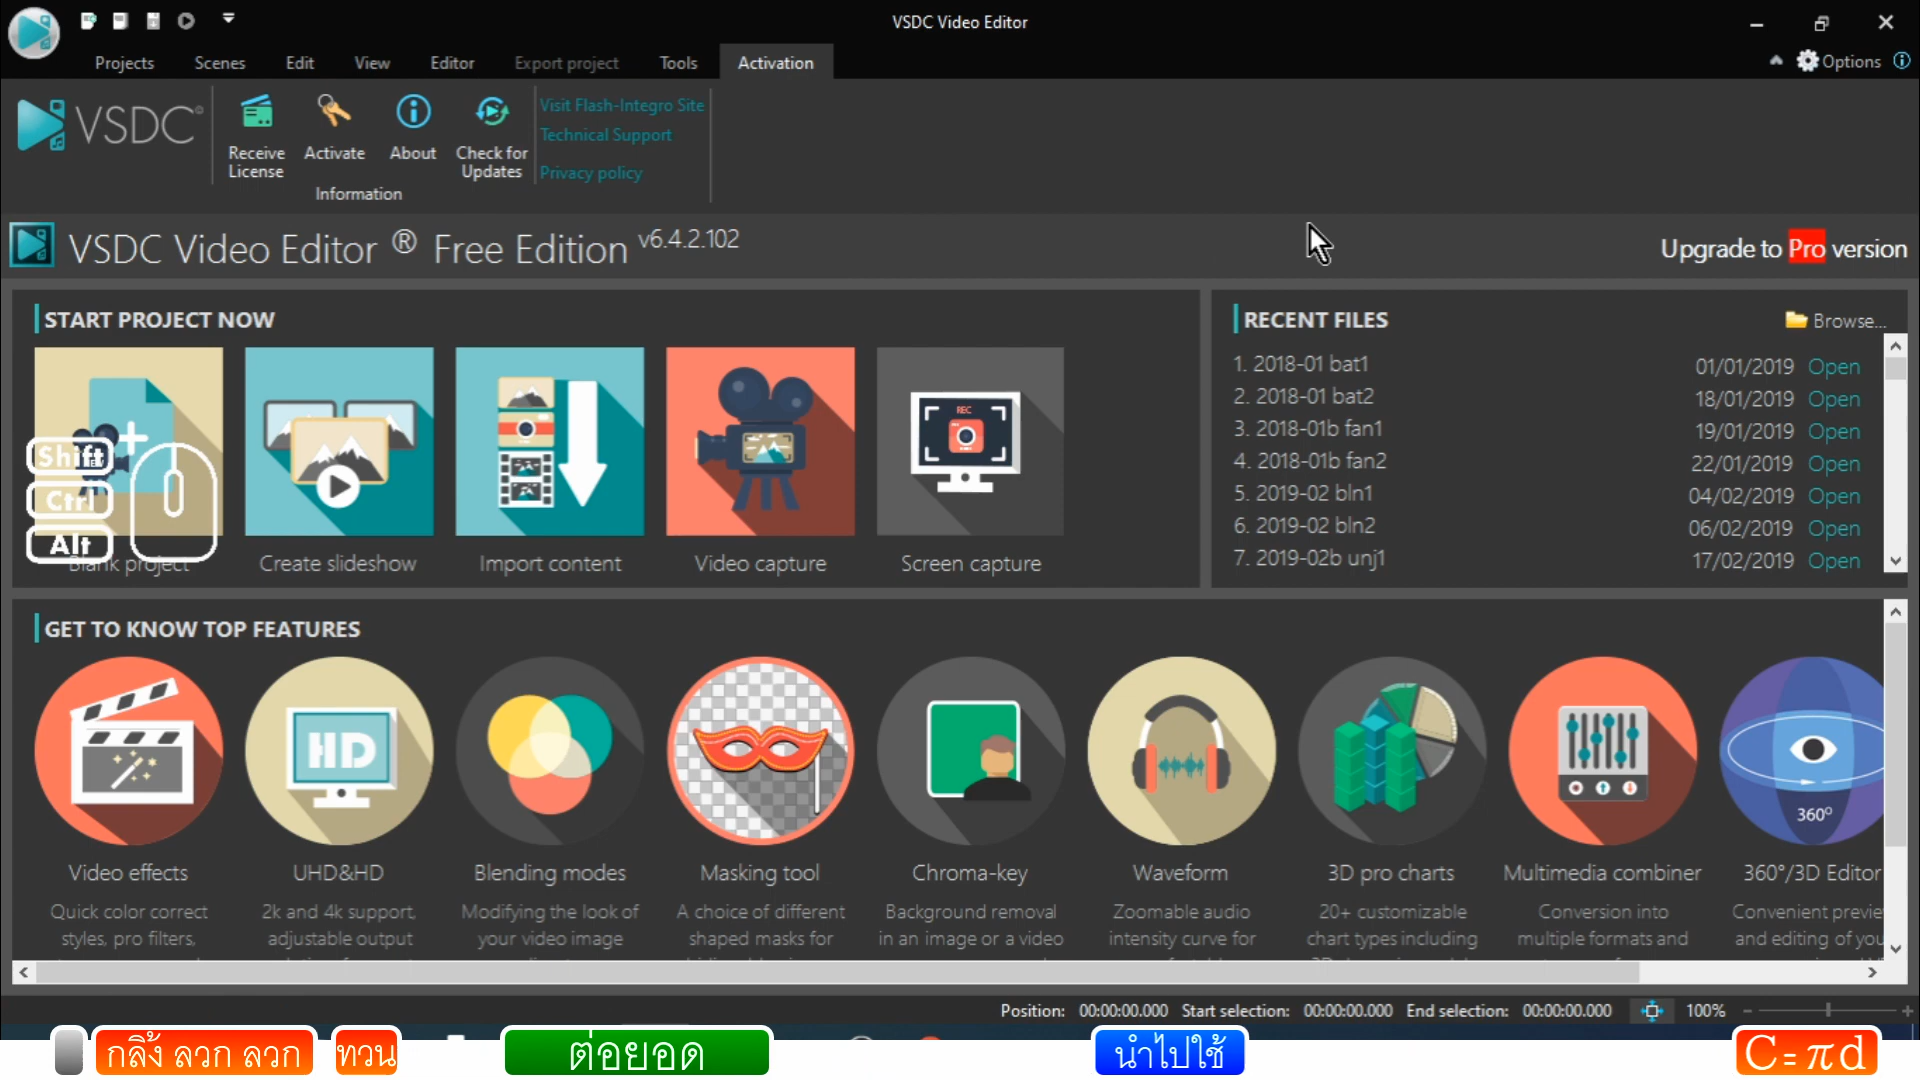 VSDC Video Editor
Projects Scenes Edit View Editor Export project Tools Activation Options
VSDC
Receive License
Activate
About
Check for Updates
Information
Visit Flash-Integro Site
Technical Support
Privacy policy
VSDC Video Editor ® Free Edition v6.4.2.102
Upgrade to Pro version
START PROJECT NOW
Shift
Ctrl
Alt
Blank project
Create slideshow
Import content
REC
Video capture
Screen capture
RECENT FILES
Browse...
1. 2018-01 bat1 01/01/2019 Open
2. 2018-01 bat2 18/01/2019 Open
3. 2018-01b fan1 19/01/2019 Open
4. 2018-01b fan2 22/01/2019 Open
5. 2019-02 bln1 04/02/2019 Open
6. 2019-02 bln2 06/02/2019 Open
7. 2019-02b unj1 17/02/2019 Open
GET TO KNOW TOP FEATURES
HD
360°
Video effects UHD&HD Blending modes Masking tool Chroma-key Waveform 3D pro charts Multimedia combiner 360°/3D Editor
Quick color correct 2k and 4k support, Modifying the look of A choice of different Background removal Zoomable audio 20+ customizable Conversion into Convenient
styles, pro filters, adjustable output your video image shaped masks for in an image or a video intensity curve for chart types including multiple formats and and editing of
Position: 00:00:00.000 Start selection: 00:00:00.000 End selection: 00:00:00.000 100%
กลิ้ง ลวก ลวก ทวน ต่อยอด นำไปใช้ C=πd